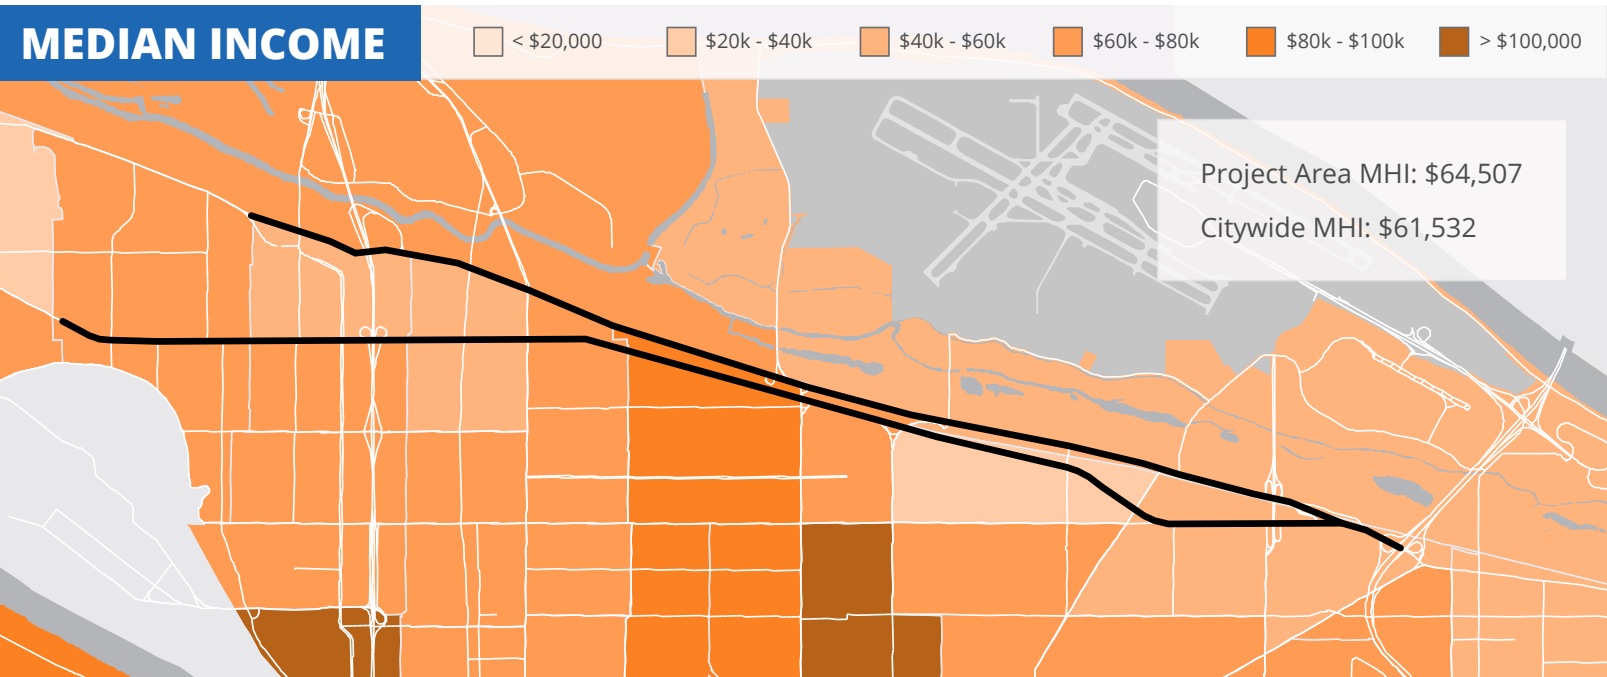 MEDIAN INCOME
< $20,000
$20k - $40k
$40k - $60k
$60k - $80k
$80k - $100k
> $100,000
Project Area MHI: $64,507
Citywide MHI: $61,532